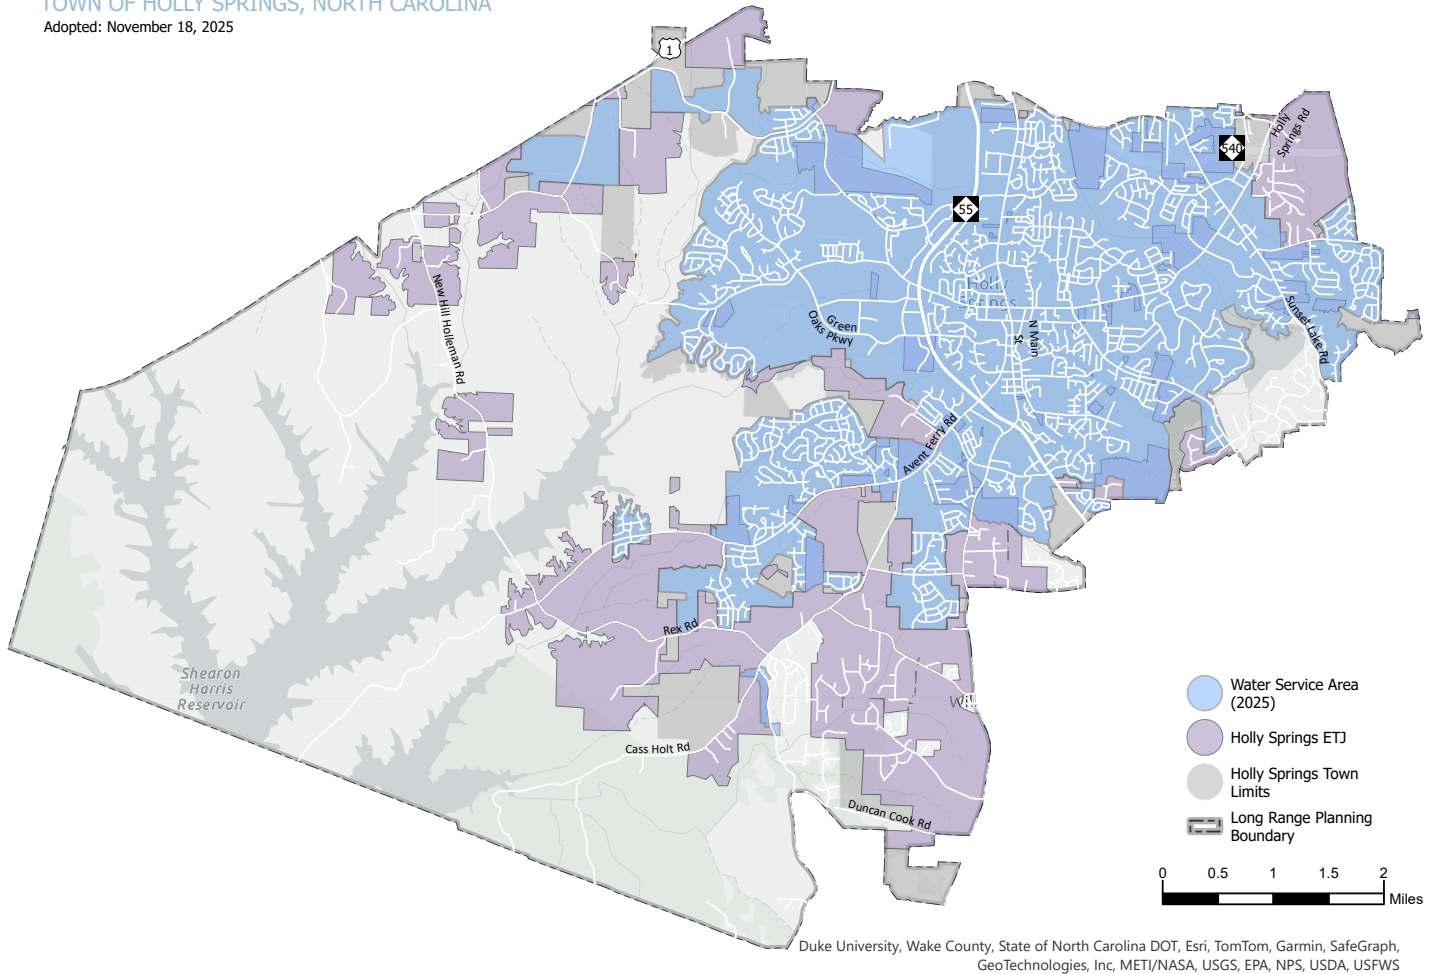 TOWN OF HOLLY SPRINGS, NORTH CAROLINA
Adopted: November 18, 2025
1
540
Holly
Springs Rd
55
Holly
Springs
New Hill Holleman Rd
Green
Oaks Pkwy
N Main
St
Sunset Lake Rd
Avent Ferry Rd
Rex Rd
Shearon
Harris
Reservoir
Cass Holt Rd
Duncan Cook Rd
Water Service Area
(2025)
Holly Springs ETJ
Holly Springs Town
Limits
Long Range Planning
Boundary
0 0.5 1 1.5 2
Miles
Duke University, Wake County, State of North Carolina DOT, Esri, TomTom, Garmin, SafeGraph,
GeoTechnologies, Inc, METI/NASA, USGS, EPA, NPS, USDA, USFWS